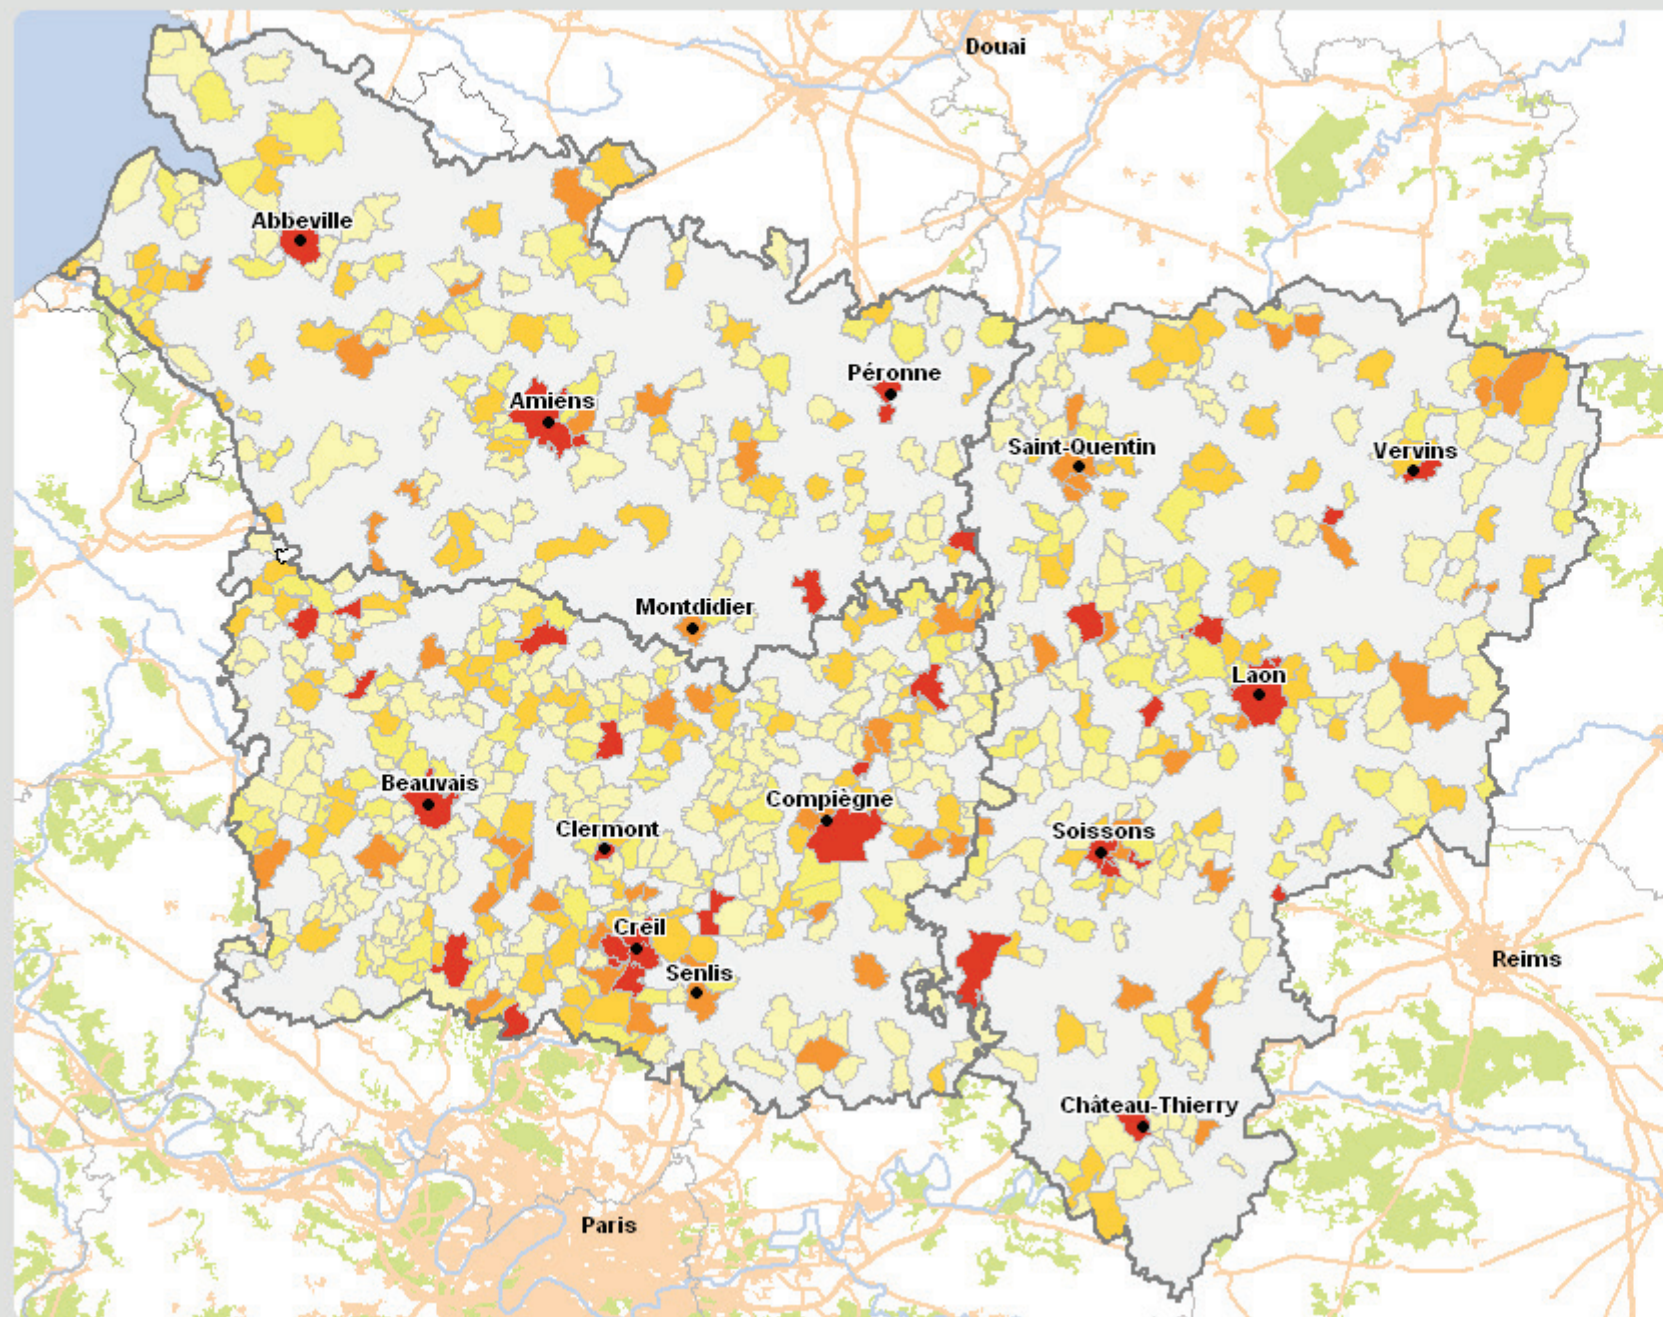 Douai
Abbeville
Péronne
Amiens
Saint-Quentin
Vervins
Montdidier
Laon
Beauvais
Compiègne
Clermont
Soissons
Creil
Senlis
Reims
Château-Thierry
Paris